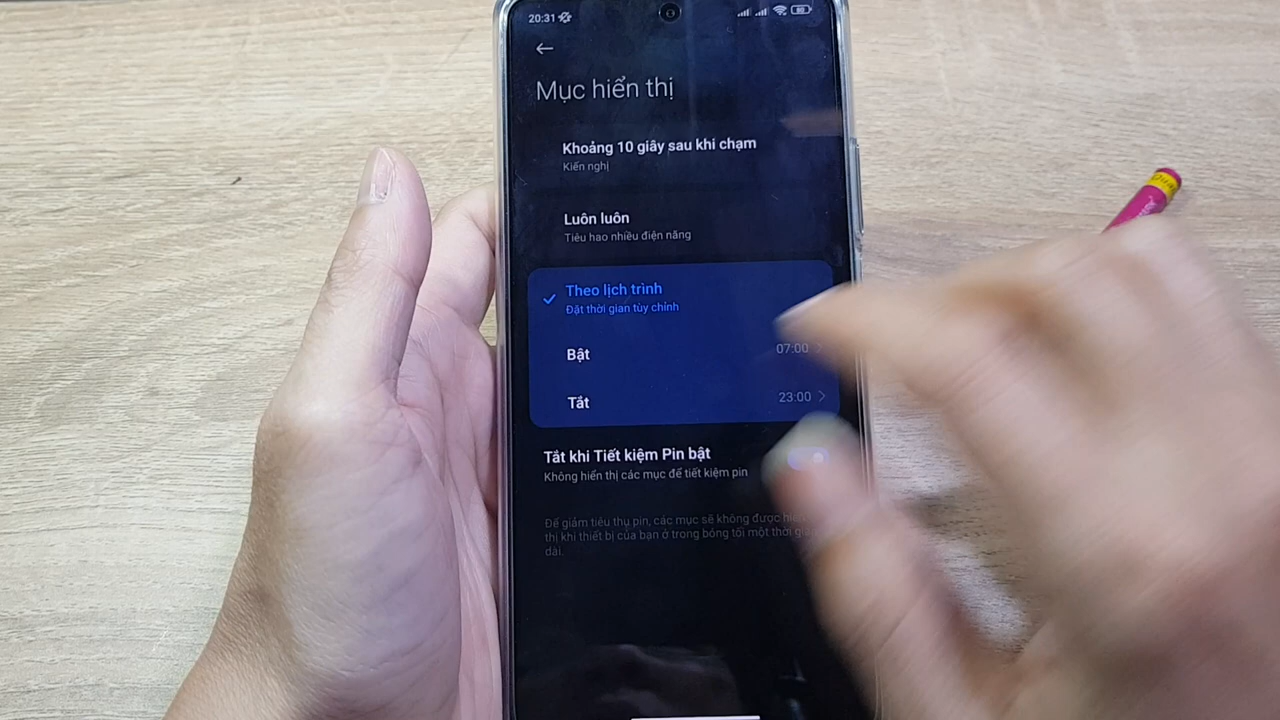 20:31
80
Mục hiển thị
Khoảng 10 giây sau khi chạm
Kiến nghị
Luôn luôn
Tiêu hao nhiều điện năng
Theo lịch trình
Đặt thời gian tùy chỉnh
Bật
07:00
Tắt
23:00
Tắt khi Tiết kiệm Pin bật
Không hiển thị các mục để tiết kiệm pin
Để giảm tiêu thụ pin, các mục sẽ không được
thị khi thiết bị của bạn ở trong bóng tối một thời
dài.